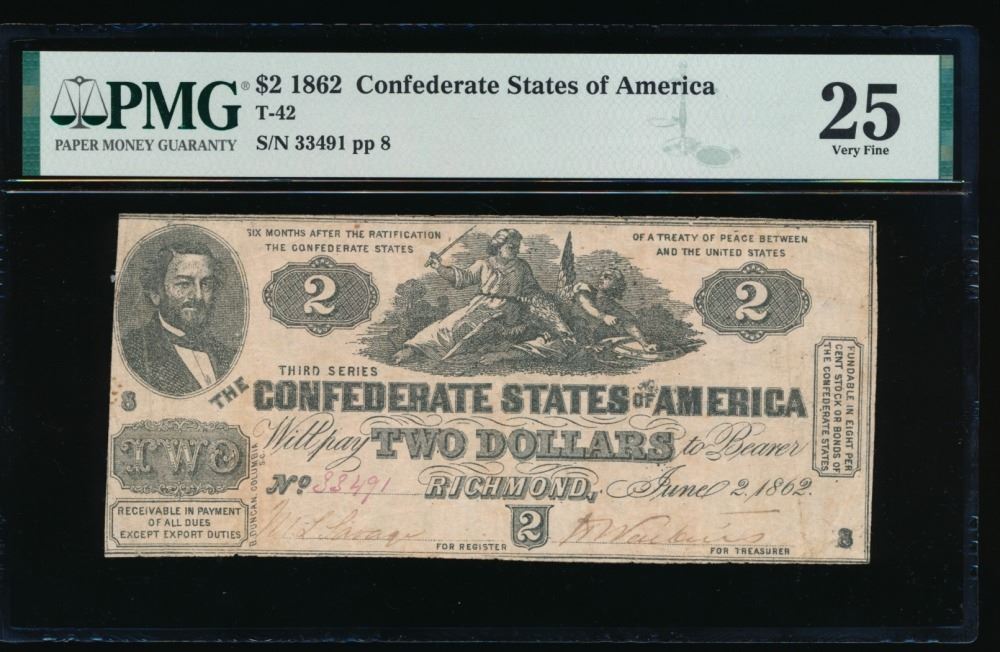 PMG®
PAPER MONEY GUARANTY
$2 1862 Confederate States of America
T-42
S/N 33491 pp 8
25
Very Fine
SIX MONTHS AFTER THE RATIFICATION
THE CONFEDERATE STATES
OF A TREATY OF PEACE BETWEEN
AND THE UNITED STATES
2
2
THIRD SERIES
THE CONFEDERATE STATES OF AMERICA
8
Will pay TWO DOLLARS to Bearer
TWO
No 33491 RICHMOND, June 2, 1862.
FUNDABLE IN EIGHT PER
CENT STOCK OR BONDS OF
THE CONFEDERATE STATES.
RECEIVABLE IN PAYMENT
OF ALL DUES
EXCEPT EXPORT DUTIES
B. DUNCAN, COLUMBIA
S.C.
2
Savage
FOR REGISTER
FOR TREASURER
8